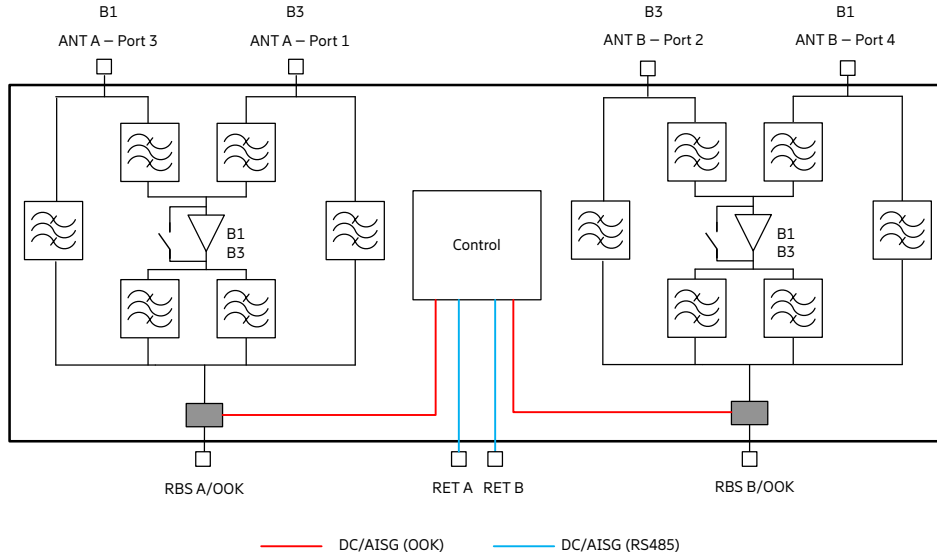 B1
B3
B3
B1
ANT A – Port 3
ANT A – Port 1
ANT B – Port 2
ANT B – Port 4
Control
B1
B3
B1
B3
RBS A/OOK
RET A
RET B
RBS B/OOK
DC/AISG (OOK)
DC/AISG (RS485)